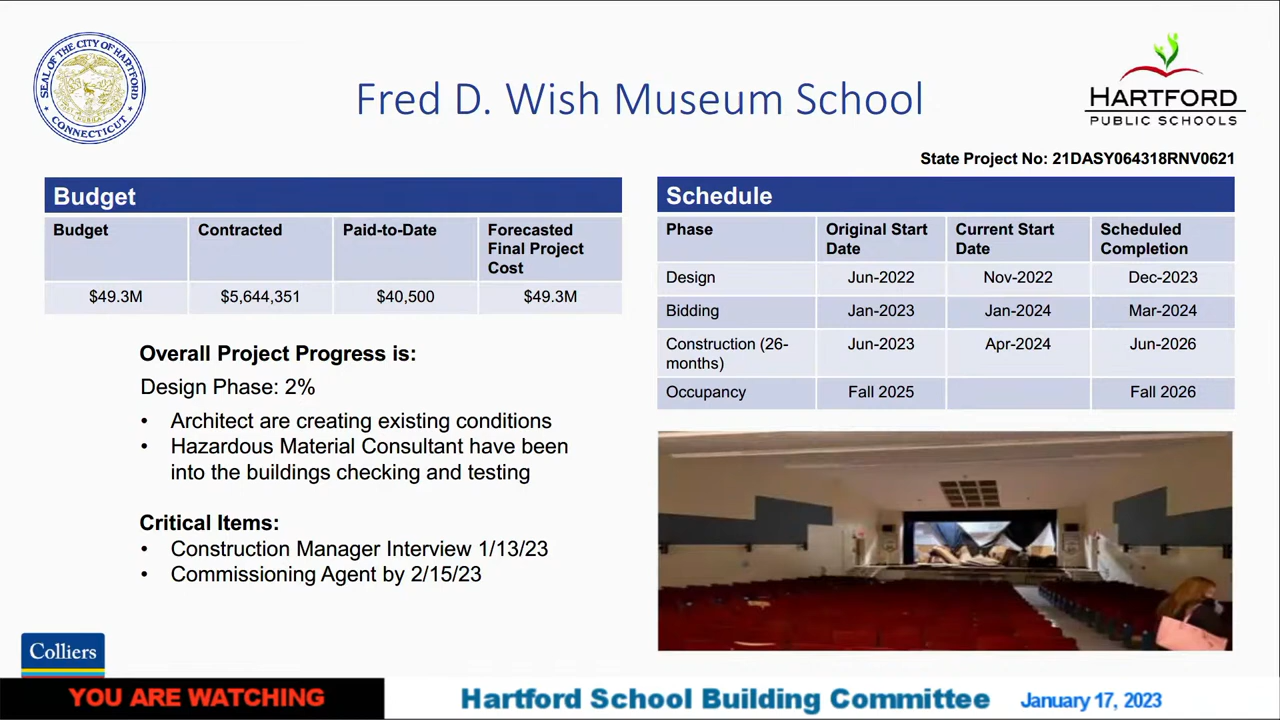 SEAL OF THE CITY OF HARTFORD
CONNECTICUT
Fred D. Wish Museum School
HARTFORD
PUBLIC SCHOOLS
State Project No: 21DASY064318RNV0621
Budget
Budget Contracted Paid-to-Date Forecasted
Final Project
Cost
$49.3M $5,644,351 $40,500 $49.3M
Overall Project Progress is:
Design Phase: 2%
• Architect are creating existing conditions
• Hazardous Material Consultant have been
into the buildings checking and testing
Critical Items:
• Construction Manager Interview 1/13/23
• Commissioning Agent by 2/15/23
Schedule
Phase Original Start Current Start Scheduled
Date Date Completion
Design Jun-2022 Nov-2022 Dec-2023
Bidding Jan-2023 Jan-2024 Mar-2024
Construction (26- Jun-2023 Apr-2024 Jun-2026
months)
Occupancy Fall 2025 Fall 2026
Colliers
YOU ARE WATCHING Hartford School Building Committee January 17, 2023